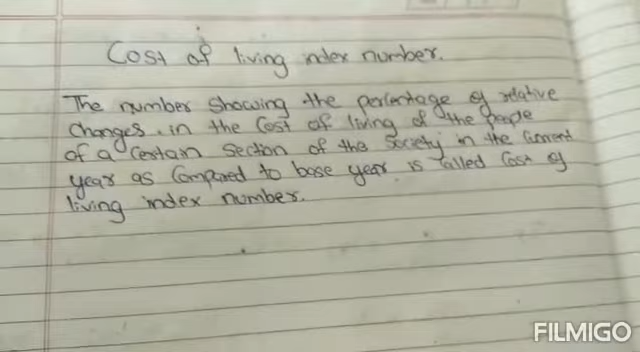 Cost of living index number.
The number showing the percentage of relative
changes in the Cost of living of the people
of a certain section of the society in the current
year as Compared to base year is called Cost of
living index number.
FILMIGO